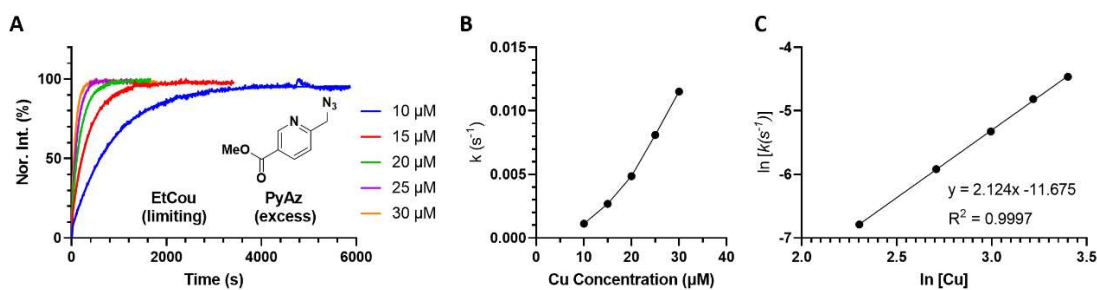 A
Nor. Int. (%)
100
50
0
0 2000 4000 6000
Time (s)
N3
N
MeO
O
EtCou
(limiting)
PyAz
(excess)
10 µM
15 µM
20 µM
25 µM
30 µM
B
k (s-1)
0.015
0.010
0.005
0.000
0 10 20 30 40
Cu Concentration (µM)
C
ln [k(s-1)]
-4
-5
-6
-7
2.0 2.5 3.0 3.5
ln [Cu]
y = 2.124x -11.675
R2 = 0.9997